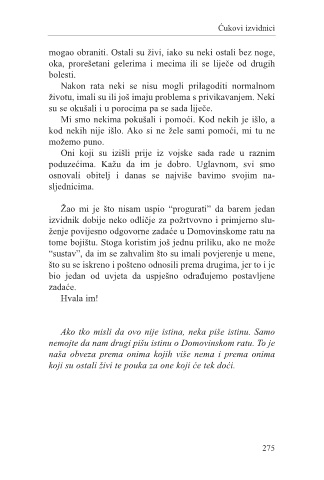 Ćukovi izvidnici
mogao obraniti. Ostali su živi, iako su neki ostali bez noge,
oka, prorešetani gelerima i mecima ili se liječe od drugih
bolesti.
Nakon rata neki se nisu mogli prilagoditi normalnom
životu, imali su ili još imaju problema s privikavanjem. Neki
su se okušali i u porocima pa se sada liječe.
Mi smo nekima pokušali i pomoći. Kod nekih je išlo, a
kod nekih nije išlo. Ako si ne žele sami pomoći, mi tu ne
možemo puno.
Oni koji su izišli prije iz vojske sada rade u raznim
poduzećima. Kažu da im je dobro. Uglavnom, svi smo
osnovali obitelj i danas se najviše bavimo svojim na-
sljednicima.
Žao mi je što nisam uspio “progurati” da barem jedan
izvidnik dobije neko odličje za požrtvovno i primjerno slu-
ženje povijesno odgovorne zadaće u Domovinskome ratu na
tome bojištu. Stoga koristim još jednu priliku, ako ne može
“sustav”, da im se zahvalim što su imali povjerenje u mene,
što su se iskreno i pošteno odnosili prema drugima, jer to i je
bio jedan od uvjeta da uspješno odrađujemo postavljene
zadaće.
Hvala im!
Ako tko misli da ovo nije istina, neka piše istinu. Samo
nemojte da nam drugi pišu istinu o Domovinskom ratu. To je
naša obveza prema onima kojih više nema i prema onima
koji su ostali živi te pouka za one koji će tek doći.
275